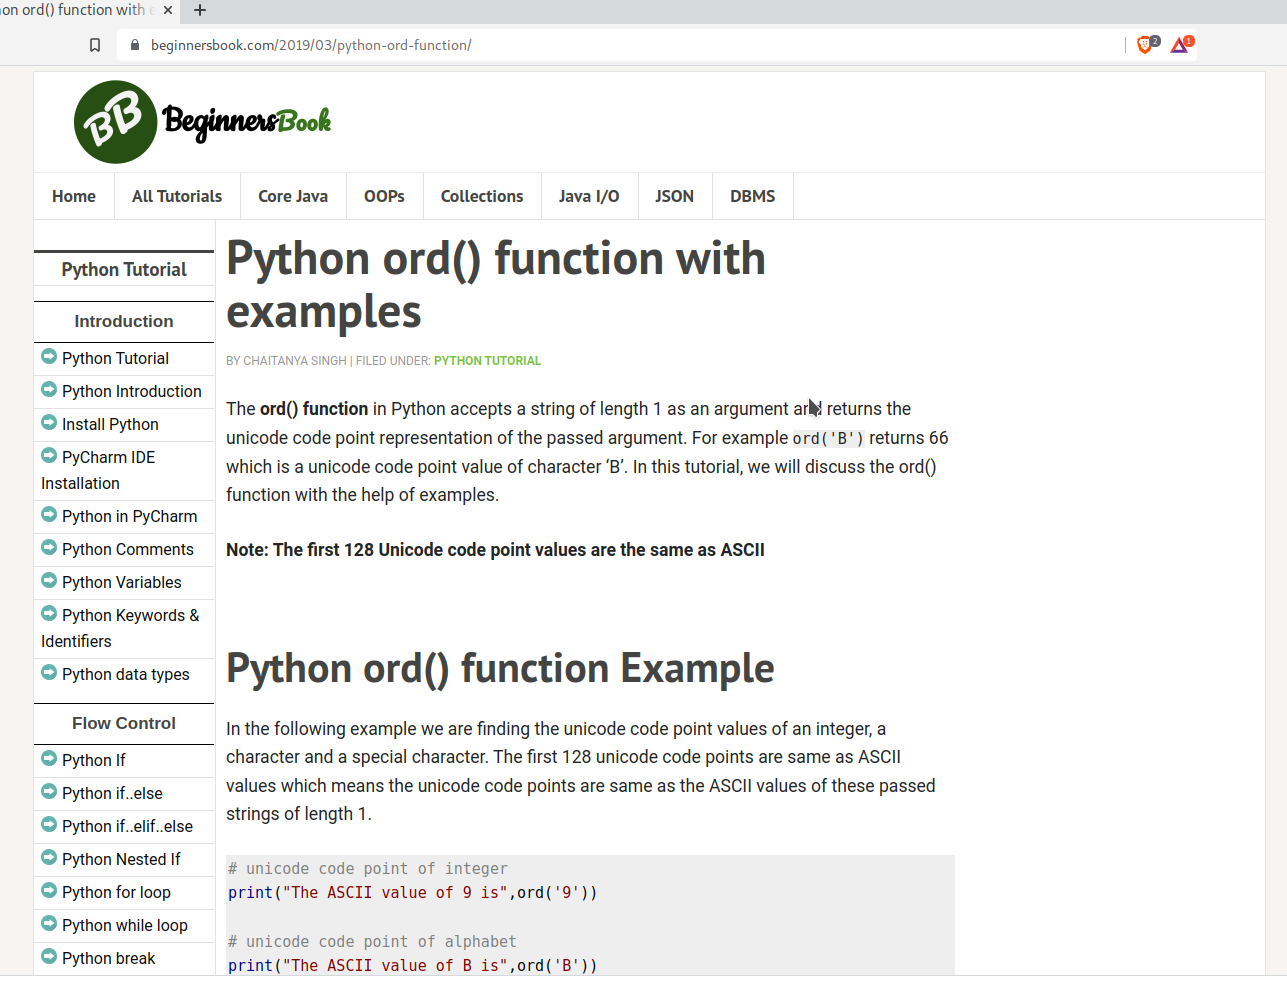 on ord() function with e
beginnersbook.com/2019/03/python-ord-function/
2
1
BB BeginnersBook
Home All Tutorials Core Java OOPs Collections Java I/O JSON DBMS
Python Tutorial
Introduction
Python Tutorial
Python Introduction
Install Python
PyCharm IDE
Installation
Python in PyCharm
Python Comments
Python Variables
Python Keywords &
Identifiers
Python data types
Flow Control
Python If
Python if..else
Python if..elif..else
Python Nested If
Python for loop
Python while loop
Python break
Python ord() function with
examples
BY CHAITANYA SINGH | FILED UNDER: PYTHON TUTORIAL
The ord() function in Python accepts a string of length 1 as an argument and returns the
unicode code point representation of the passed argument. For example ord('B') returns 66
which is a unicode code point value of character ‘B’. In this tutorial, we will discuss the ord()
function with the help of examples.
Note: The first 128 Unicode code point values are the same as ASCII
Python ord() function Example
In the following example we are finding the unicode code point values of an integer, a
character and a special character. The first 128 unicode code points are same as ASCII
values which means the unicode code points are same as the ASCII values of these passed
strings of length 1.
# unicode code point of integer
print("The ASCII value of 9 is",ord('9'))
# unicode code point of alphabet
print("The ASCII value of B is",ord('B'))